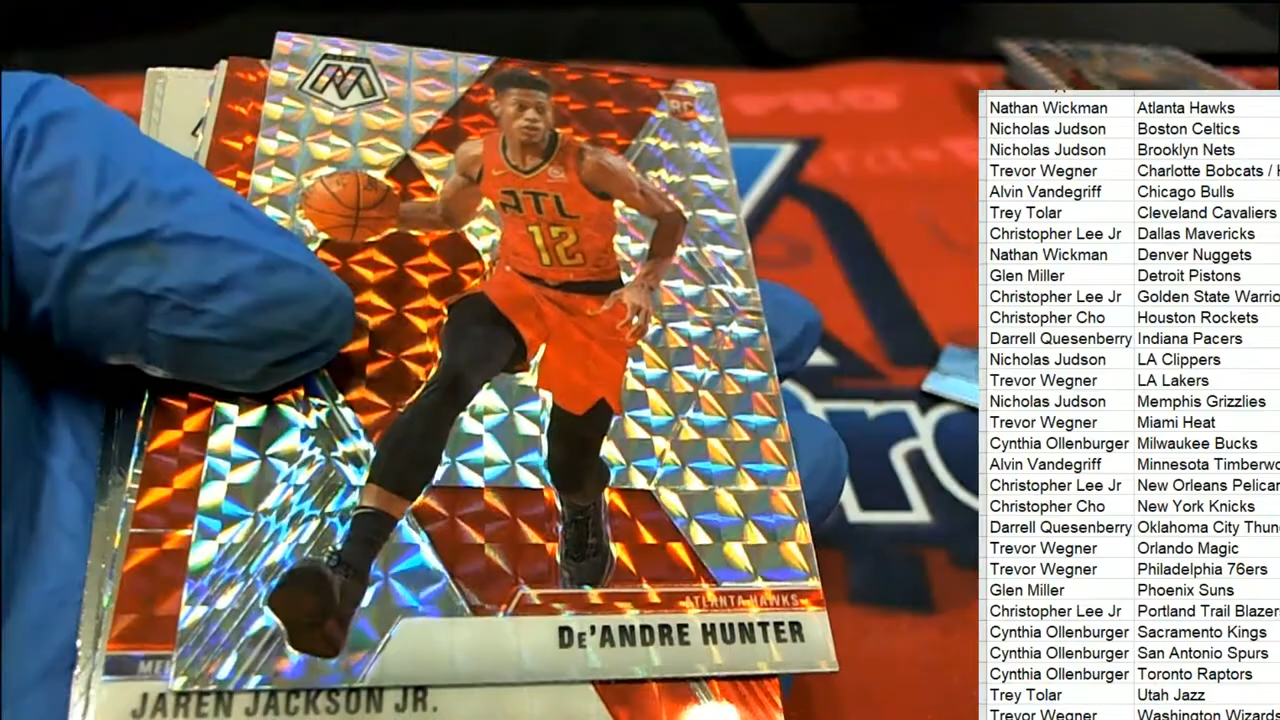 RC
ATL
12
ATLANTA HAWKS
DE'ANDRE HUNTER
JAREN JACKSON JR.
Nathan Wickman Atlanta Hawks
Nicholas Judson Boston Celtics
Nicholas Judson Brooklyn Nets
Trevor Wegner Charlotte Bobcats /
Alvin Vandegriff Chicago Bulls
Trey Tolar Cleveland Cavaliers
Christopher Lee Jr Dallas Mavericks
Nathan Wickman Denver Nuggets
Glen Miller Detroit Pistons
Christopher Lee Jr Golden State Warrio
Christopher Cho Houston Rockets
Darrell Quesenberry Indiana Pacers
Nicholas Judson LA Clippers
Trevor Wegner LA Lakers
Nicholas Judson Memphis Grizzlies
Trevor Wegner Miami Heat
Cynthia Ollenburger Milwaukee Bucks
Alvin Vandegriff Minnesota Timberwo
Christopher Lee Jr New Orleans Pelicar
Christopher Cho New York Knicks
Darrell Quesenberry Oklahoma City Thun
Trevor Wegner Orlando Magic
Trevor Wegner Philadelphia 76ers
Glen Miller Phoenix Suns
Christopher Lee Jr Portland Trail Blazer
Cynthia Ollenburger Sacramento Kings
Cynthia Ollenburger San Antonio Spurs
Cynthia Ollenburger Toronto Raptors
Trey Tolar Utah Jazz
Trevor Wegner Washington Wizards